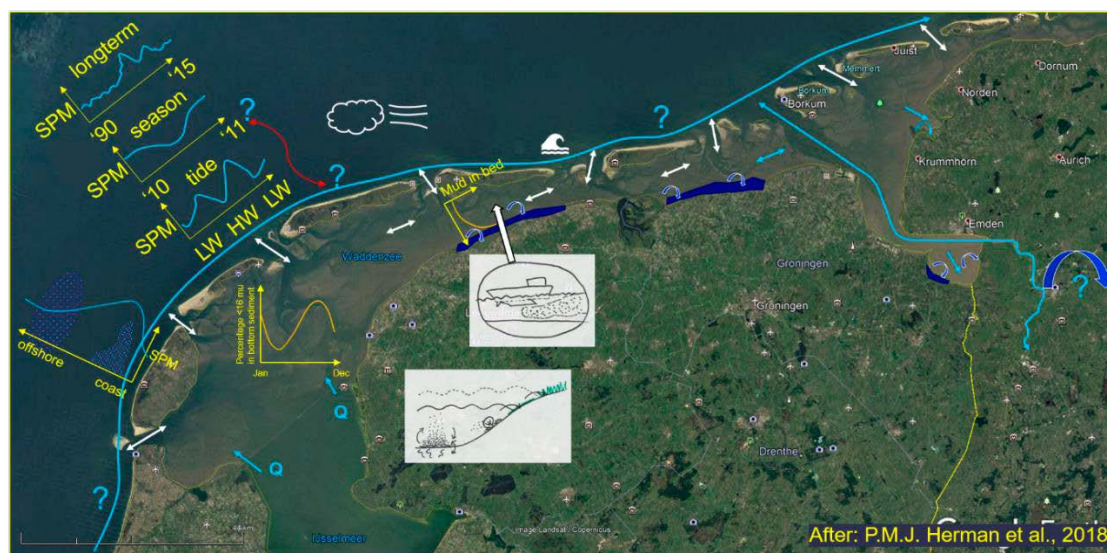 longterm
SPM
'90
'15
season
SPM
'10
'11
?
tide
SPM
LW HW LW
?
?
Juist
Memmert
Borkum
Borkum
Dornum
Norden
Krummhorn
Aurich
Emden
Mud in bed
Waddenzee
Groningen
Groningen
?
offshore
coast
SPM
Percentage <16 mu
in bottom sediment
Jan
Dec
Q
Q
?
Drenthe
IJsselmeer
Image Landsat / Copernicus
After: P.M.J. Herman et al., 2018